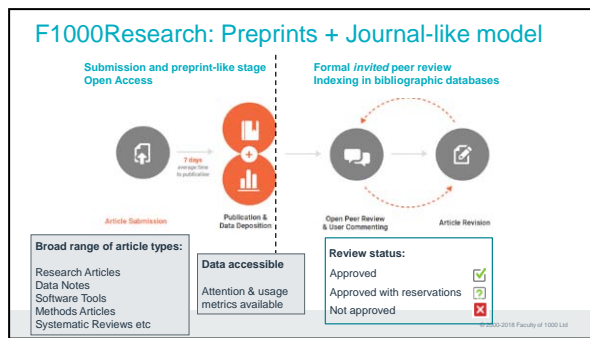 F1000Research: Preprints + Journal-like model
Submission and preprint-like stage
Open Access
Formal invited peer review
Indexing in bibliographic databases
7 days
average time
to publication
Article Submission
Publication &
Data Deposition
Open Peer Review
& User Commenting
Article Revision
Broad range of article types:
Research Articles
Data Notes
Software Tools
Methods Articles
Systematic Reviews etc
Data accessible
Attention & usage
metrics available
Review status:
Approved
Approved with reservations
Not approved
© 2000-2018 Faculty of 1000 Ltd